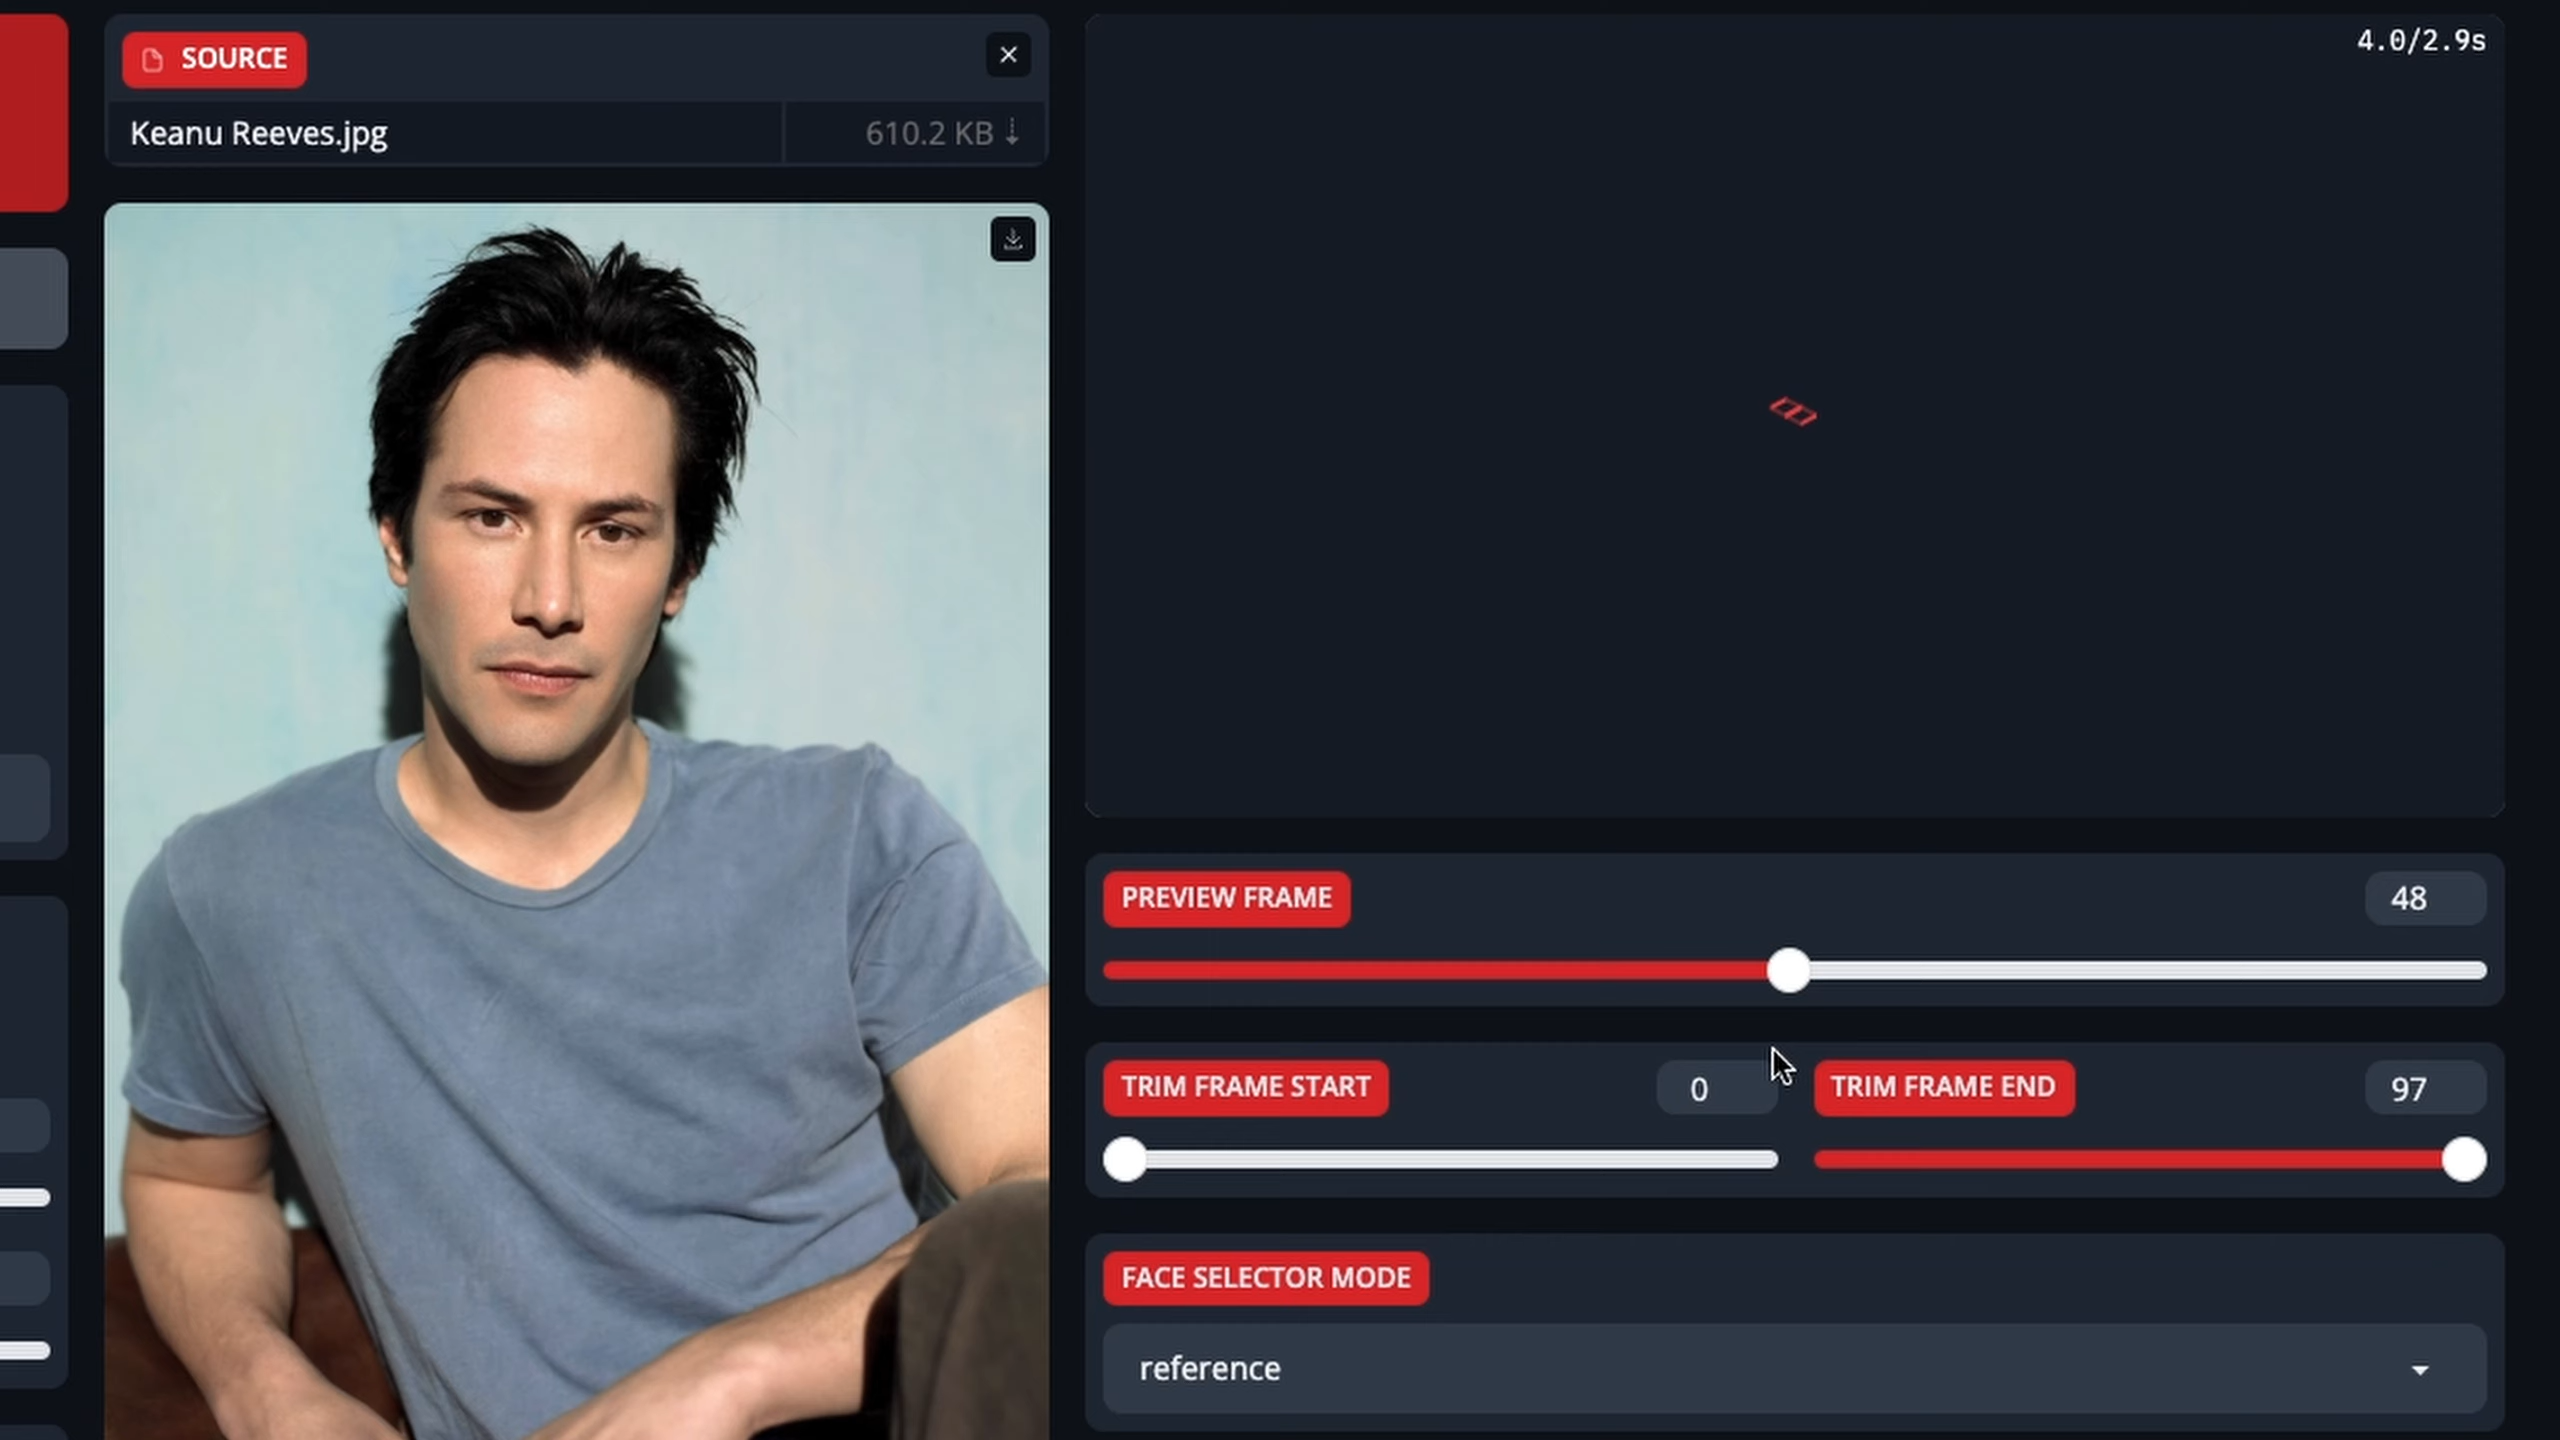 SOURCE
Keanu Reeves.jpg
610.2 KB ⇣
4.0/2.9s
PREVIEW FRAME
48
TRIM FRAME START
0
TRIM FRAME END
97
FACE SELECTOR MODE
reference